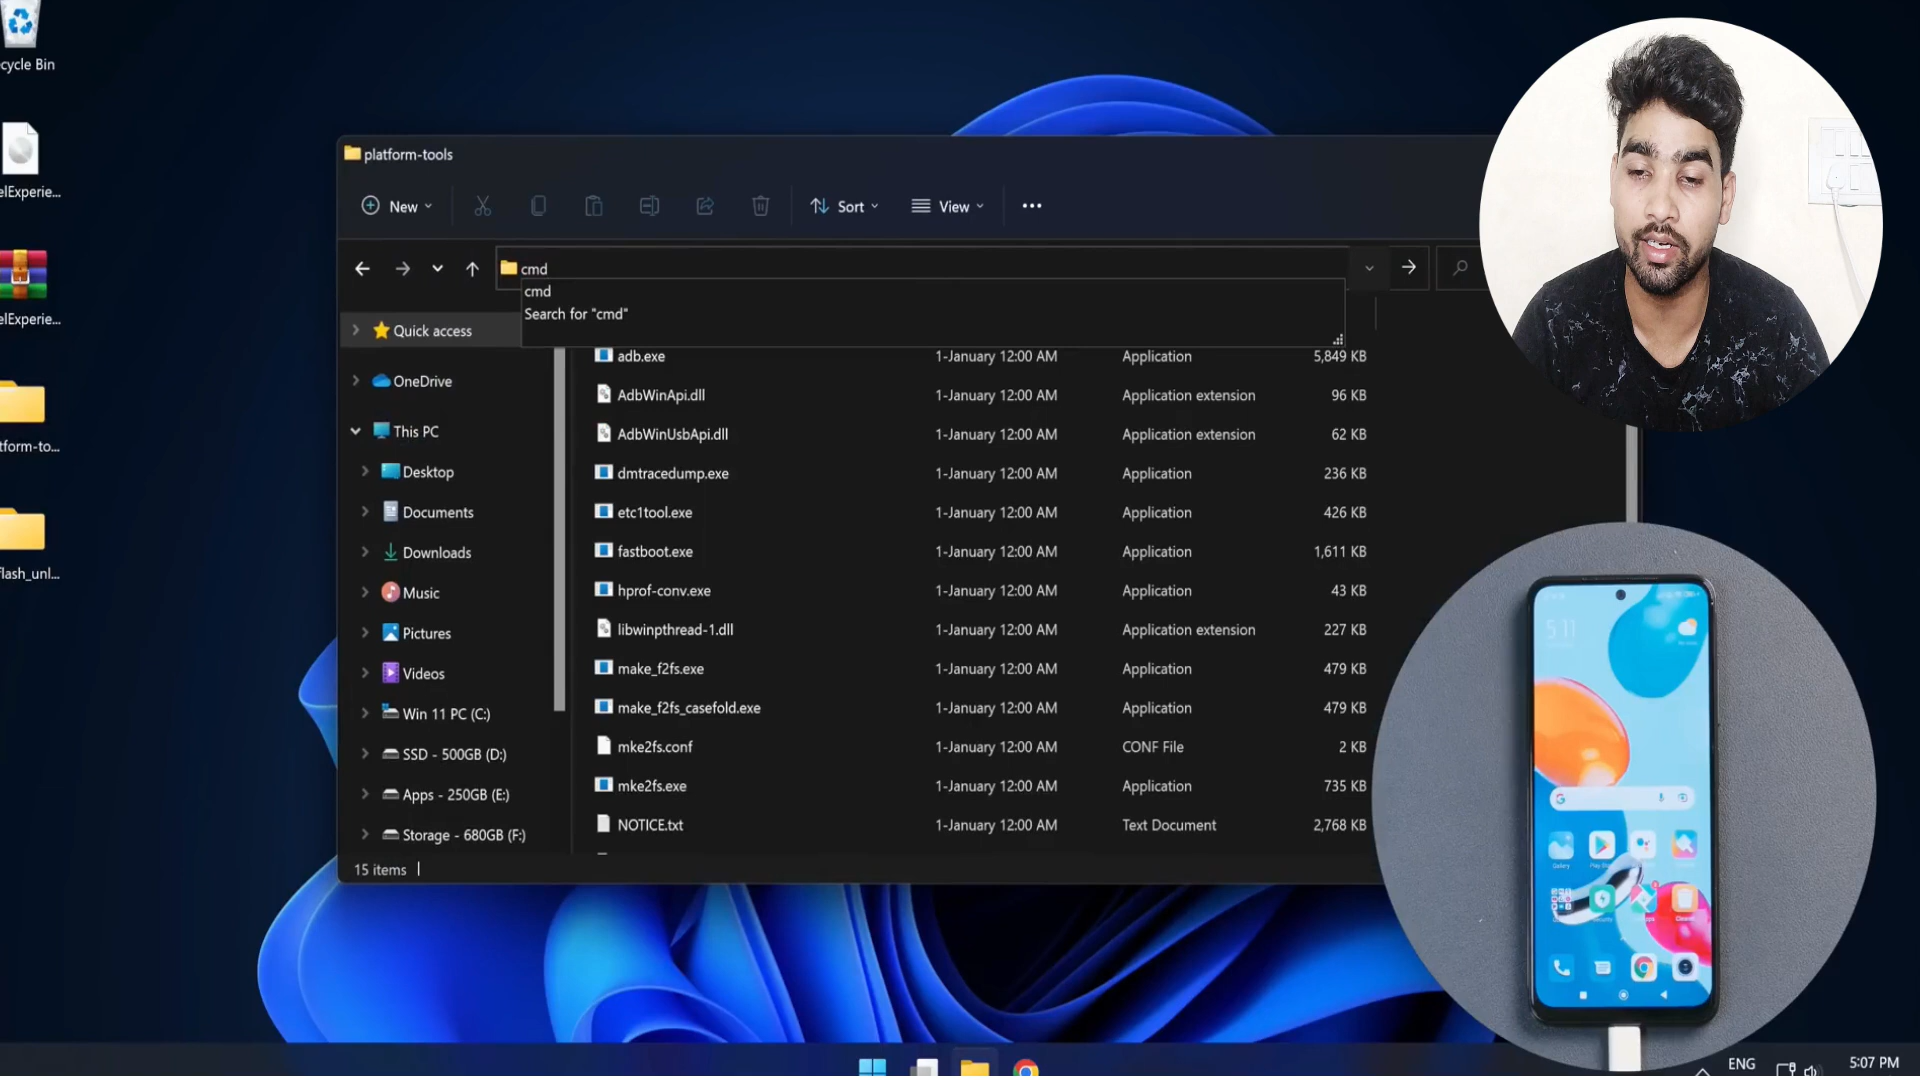 cycle Bin
elExperie...
elExperie...
tform-to...
flash_unl...
platform-tools
New
Sort
View
cmd
cmd
Search for "cmd"
Quick access
OneDrive
This PC
Desktop
Documents
Downloads
Music
Pictures
Videos
Win 11 PC (C:)
SSD - 500GB (D:)
Apps - 250GB (E:)
Storage - 680GB (F:)
adb.exe 1-January 12:00 AM Application 5,849 KB
AdbWinApi.dll 1-January 12:00 AM Application extension 96 KB
AdbWinUsbApi.dll 1-January 12:00 AM Application extension 62 KB
dmtracedump.exe 1-January 12:00 AM Application 236 KB
etc1tool.exe 1-January 12:00 AM Application 426 KB
fastboot.exe 1-January 12:00 AM Application 1,611 KB
hprof-conv.exe 1-January 12:00 AM Application 43 KB
libwinpthread-1.dll 1-January 12:00 AM Application extension 227 KB
make_f2fs.exe 1-January 12:00 AM Application 479 KB
make_f2fs_casefold.exe 1-January 12:00 AM Application 479 KB
mke2fs.conf 1-January 12:00 AM CONF File 2 KB
mke2fs.exe 1-January 12:00 AM Application 735 KB
NOTICE.txt 1-January 12:00 AM Text Document 2,768 KB
15 items
5:11
ENG
5:07 PM